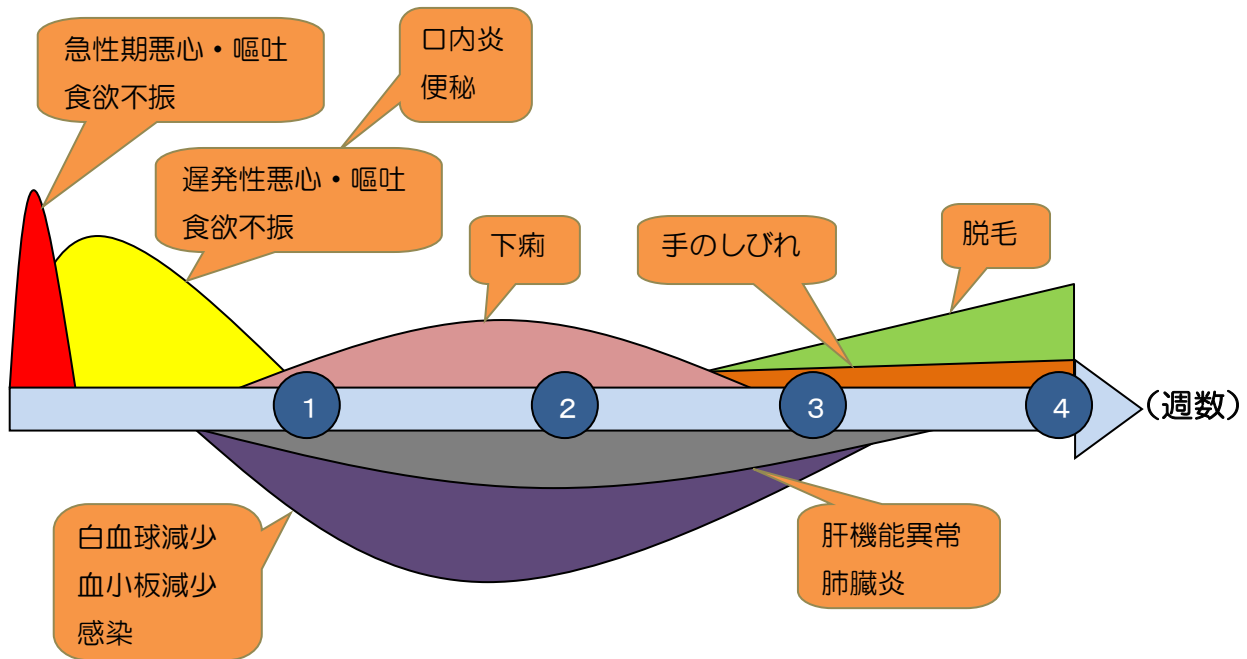 急性期悪心・嘔吐
食欲不振
口内炎
便秘
遅発性悪心・嘔吐
食欲不振
下痢
手のしびれ
脱毛
1
2
3
4
(週数)
白血球減少
血小板減少
感染
肝機能異常
肺臓炎